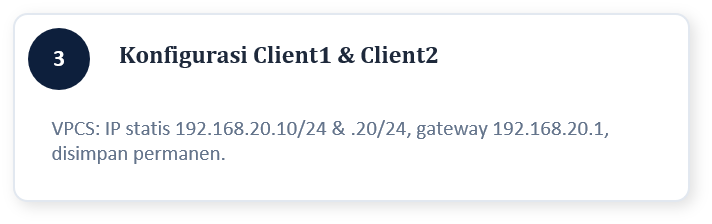 3
Konfigurasi Client1 & Client2
VPCS: IP statis 192.168.20.10/24 & .20/24, gateway 192.168.20.1,
disimpan permanen.